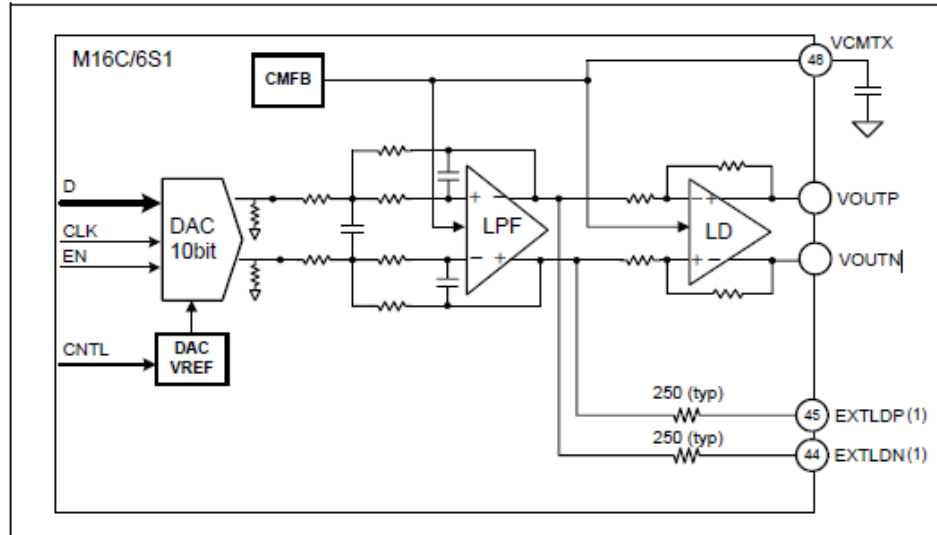 M16C/6S1
VCMTX
48
CMFB
D
DAC
10bit
CLK
EN
+ −
LPF
− +
− +
LD
+ −
VOUTP
VOUTN
CNTL
DAC
VREF
250 (typ)
45 EXTLDP(1)
250 (typ)
44 EXTLDN(1)